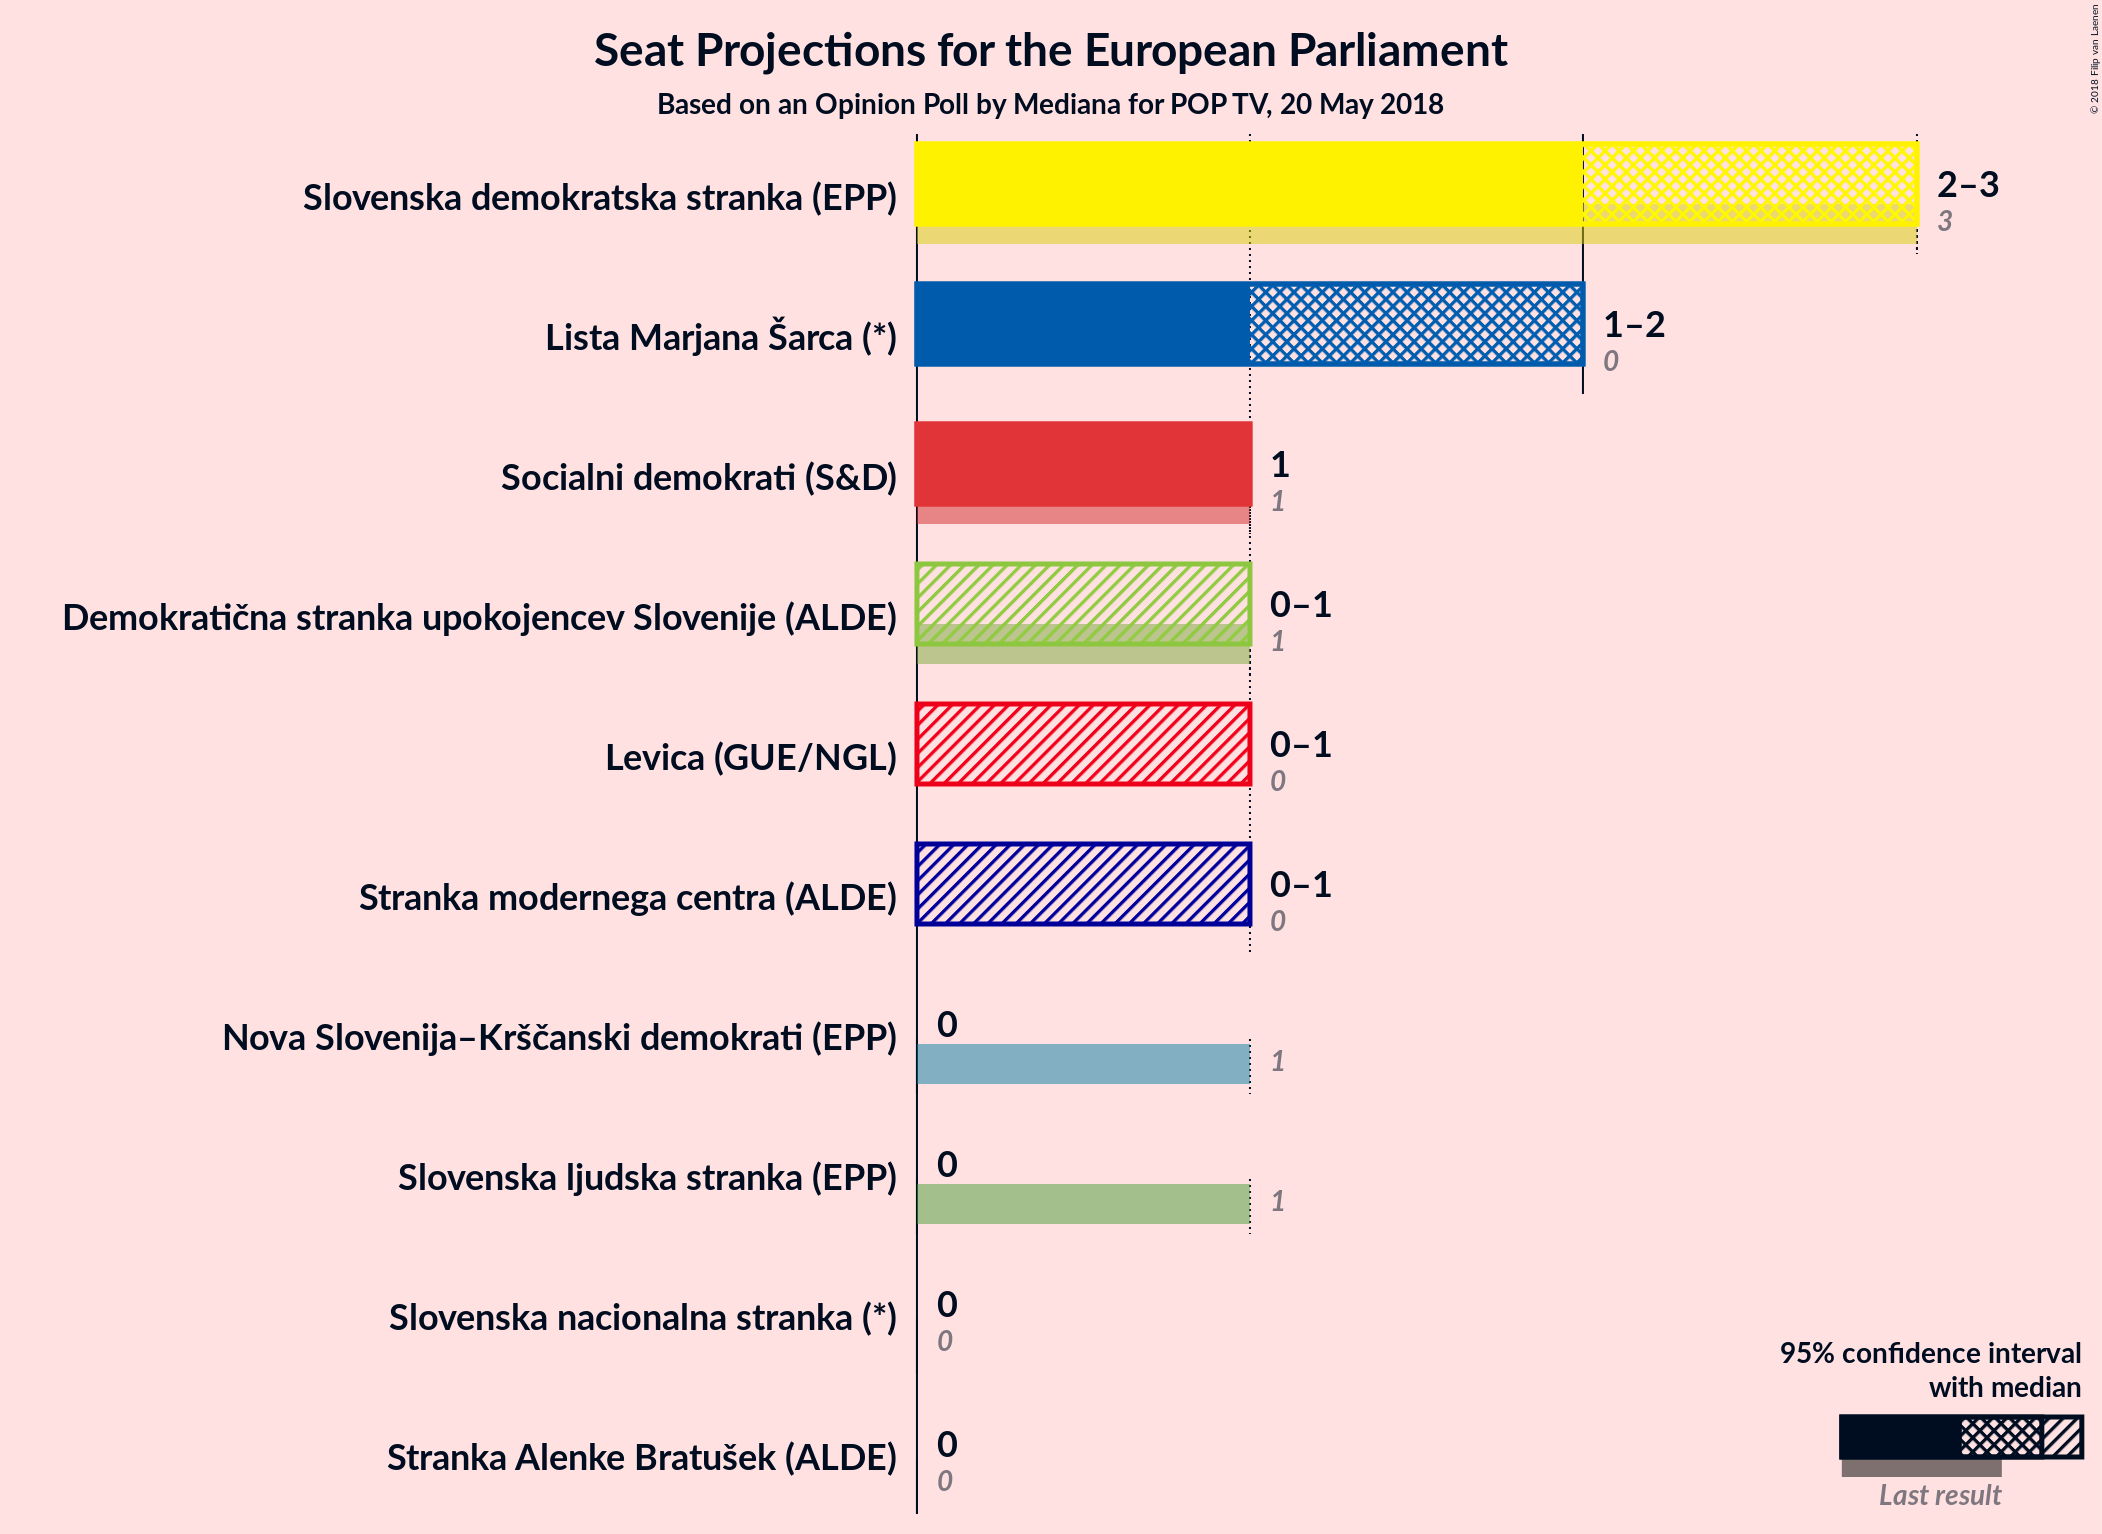 Seat Projections for the European Parliament
Based on an Opinion Poll by Mediana for POP TV, 20 May 2018
© 2018 Filip van Laenen
Slovenska demokratska stranka (EPP)
2–3
3
Lista Marjana Šarca (*)
1–2
0
Socialni demokrati (S&D)
1
1
Demokratična stranka upokojencev Slovenije (ALDE)
0–1
1
Levica (GUE/NGL)
0–1
0
Stranka modernega centra (ALDE)
0–1
0
Nova Slovenija–Krščanski demokrati (EPP)
0
1
Slovenska ljudska stranka (EPP)
0
1
Slovenska nacionalna stranka (*)
0
0
Stranka Alenke Bratušek (ALDE)
0
0
95% confidence interval
with median
Last result